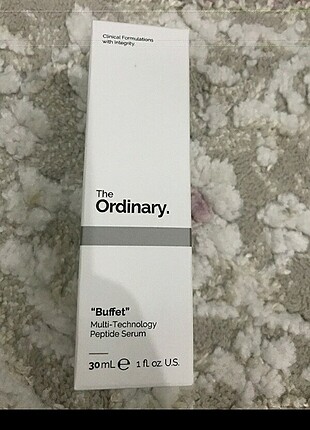 Clinical Formulations
with Integrity.
The
Ordinary.
"Buffet"
Multi-Technology
Peptide Serum
30mL ℮ 1 fl. oz. U.S.